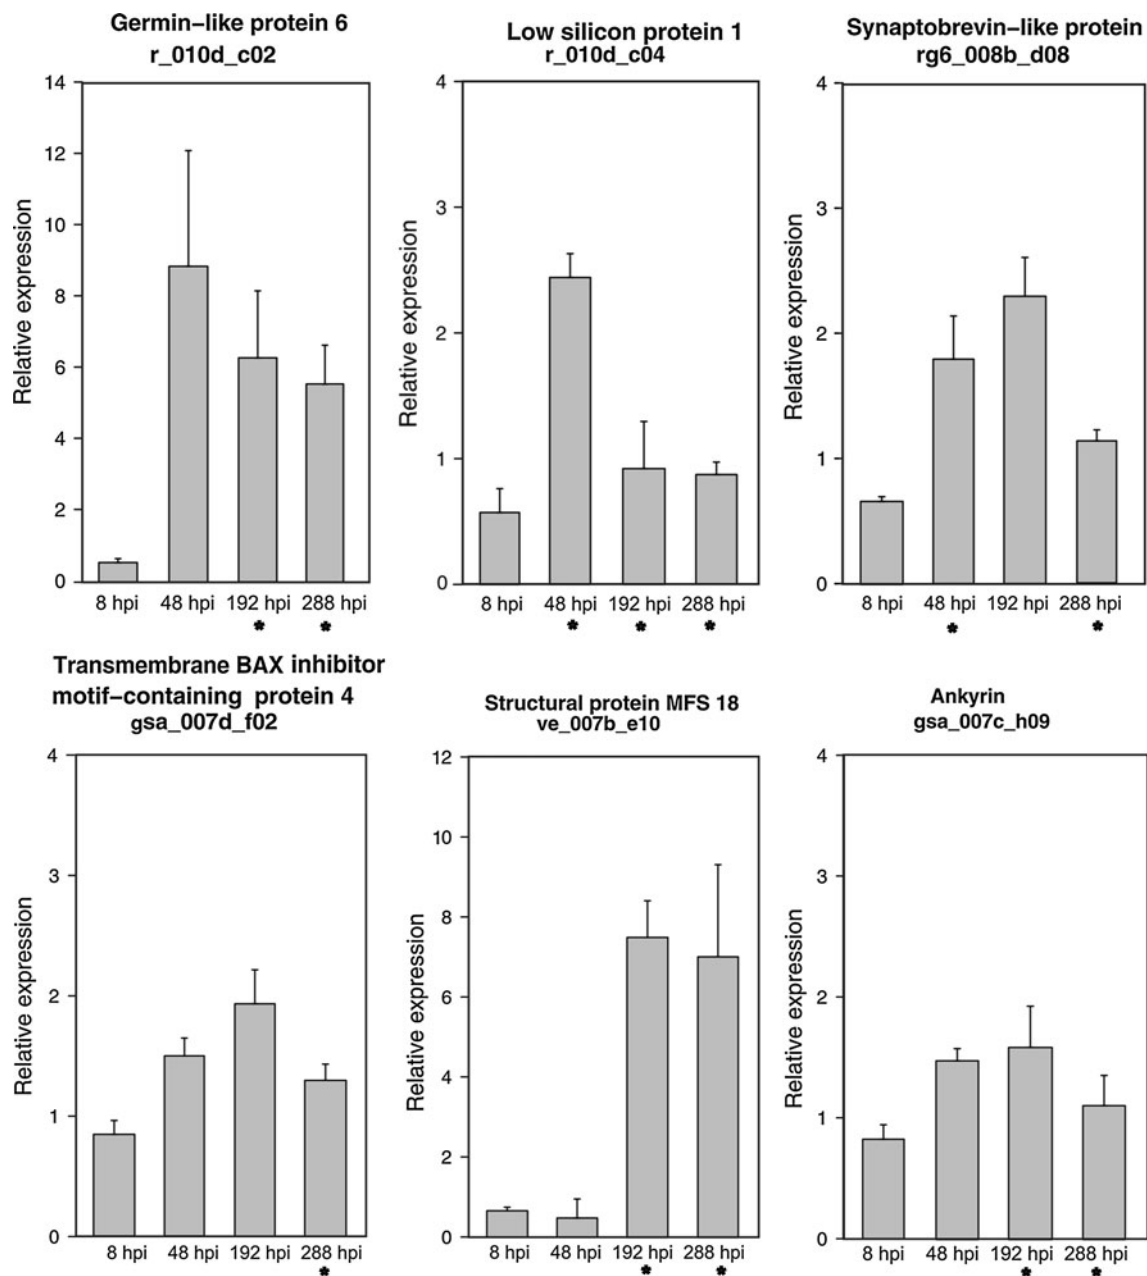 Germin–like protein 6
r_010d_c02
14
12
10
8
6
4
2
0
Relative expression
8 hpi 48 hpi 192 hpi 288 hpi
* *
Low silicon protein 1
r_010d_c04
4
3
2
1
0
Relative expression
8 hpi 48 hpi 192 hpi 288 hpi
* * *
Synaptobrevin–like protein
rg6_008b_d08
4
3
2
1
0
Relative expression
8 hpi 48 hpi 192 hpi 288 hpi
* *
Transmembrane BAX inhibitor
motif–containing protein 4
gsa_007d_f02
4
3
2
1
0
Relative expression
8 hpi 48 hpi 192 hpi 288 hpi
*
Structural protein MFS 18
ve_007b_e10
12
10
8
6
4
2
0
Relative expression
8 hpi 48 hpi 192 hpi 288 hpi
* *
Ankyrin
gsa_007c_h09
4
3
2
1
0
Relative expression
8 hpi 48 hpi 192 hpi 288 hpi
* *